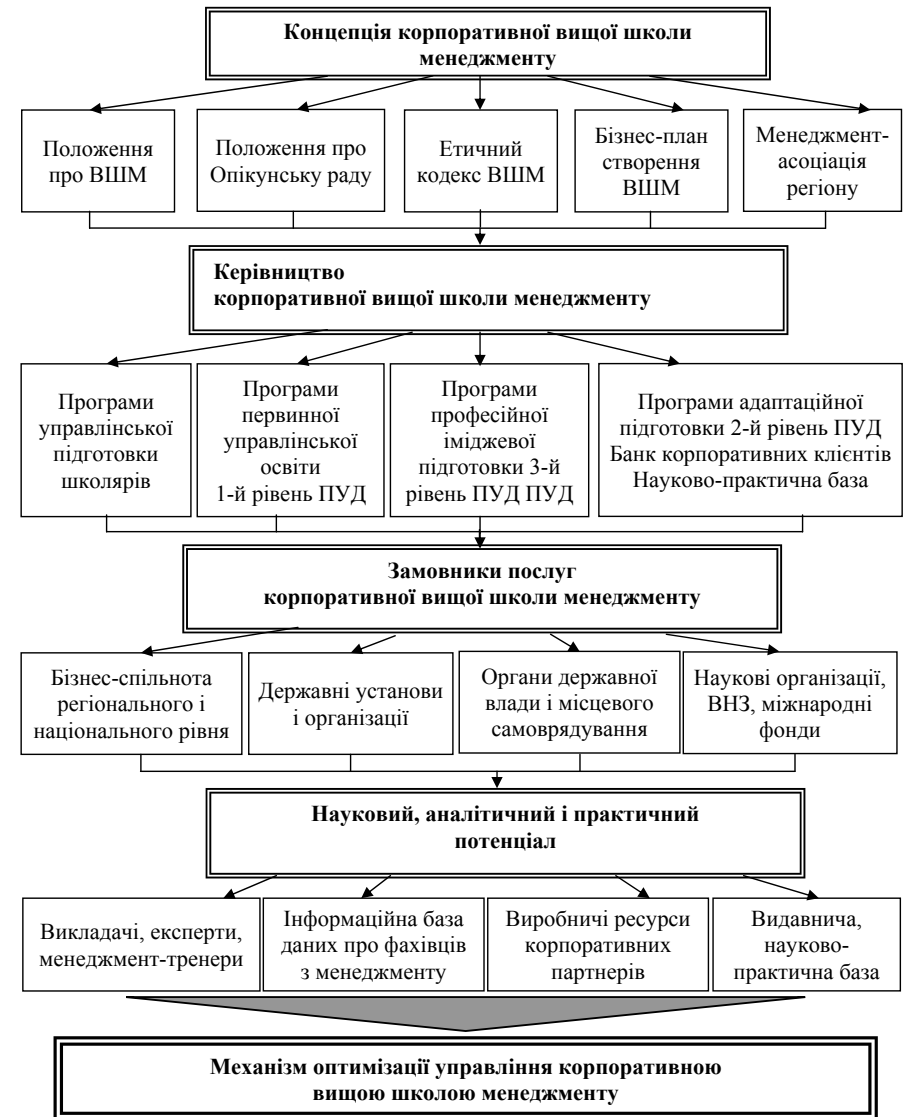 Концепція корпоративної вищої школи
менеджменту
Положення
про ВШМ
Положення про
Опікунську раду
Етичний
кодекс ВШМ
Бізнес-план
створення
ВШМ
Менеджмент-
асоціація
регіону
Керівництво
корпоративної вищої школи менеджменту
Програми
управлінської
підготовки
школярів
Програми
первинної
управлінської
освіти
1-й рівень ПУД
Програми
професійної
іміджевої
підготовки 3-й
рівень ПУД ПУД
Програми адаптаційної
підготовки 2-й рівень ПУД
Банк корпоративних клієнтів
Науково-практична база
Замовники послуг
корпоративної вищої школи менеджменту
Бізнес-спільнота
регіонального і
національного рівня
Державні установи
і організації
Органи державної
влади і місцевого
самоврядування
Наукові організації,
ВНЗ, міжнародні
фонди
Науковий, аналітичний і практичний
потенціал
Викладачі, експерти,
менеджмент-тренери
Інформаційна база
даних про фахівців
з менеджменту
Виробничі ресурси
корпоративних
партнерів
Видавнича,
науково-
практична база
Механізм оптимізації управління корпоративною
вищою школою менеджменту